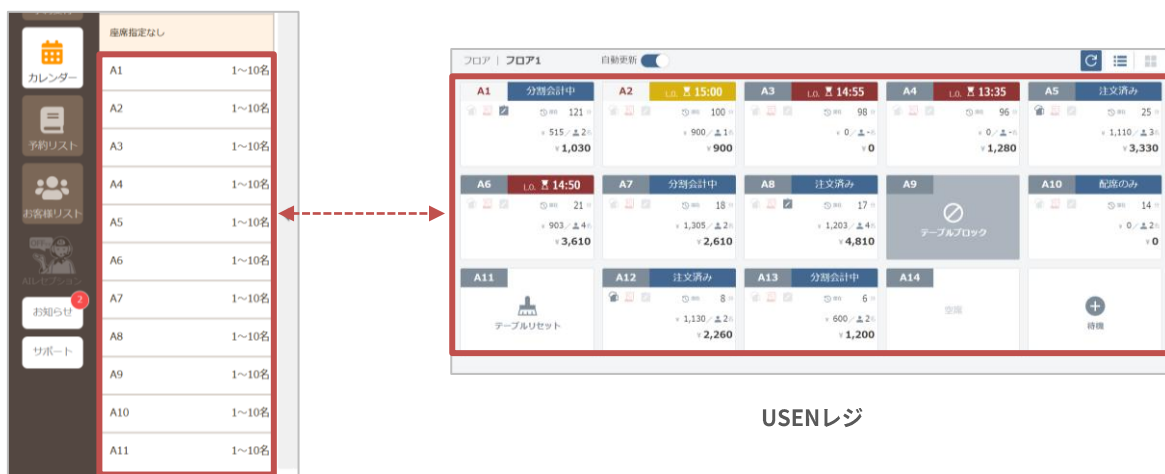 座席指定なし
カレンダー
予約リスト
お客様リスト
AIレセプション
お知らせ
2
サポート
A1 1～10名
A2 1～10名
A3 1～10名
A4 1～10名
A5 1～10名
A6 1～10名
A7 1～10名
A8 1～10名
A9 1～10名
A10 1～10名
A11 1～10名
フロア | フロア1 自動更新
A1 分割会計中
121
¥ 515／ 2名
¥ 1,030
A2 L.O. 15:00
100
¥ 900／ 1名
¥ 900
A3 L.O. 14:55
98
¥ 0／ -名
¥ 0
A4 L.O. 13:35
96
¥ 0／ -名
¥ 1,280
A5 注文済み
25
¥ 1,110／ 3名
¥ 3,330
A6 L.O. 14:50
21
¥ 903／ 4名
¥ 3,610
A7 分割会計中
18
¥ 1,305／ 2名
¥ 2,610
A8 注文済み
17
¥ 1,203／ 4名
¥ 4,810
A9
テーブルブロック
A10 配席のみ
14
¥ 0／ 2名
¥ 0
A11
テーブルリセット
A12 注文済み
8
¥ 1,130／ 2名
¥ 2,260
A13 分割会計中
6
¥ 600／ 2名
¥ 1,200
A14
空席
待機
USENレジ